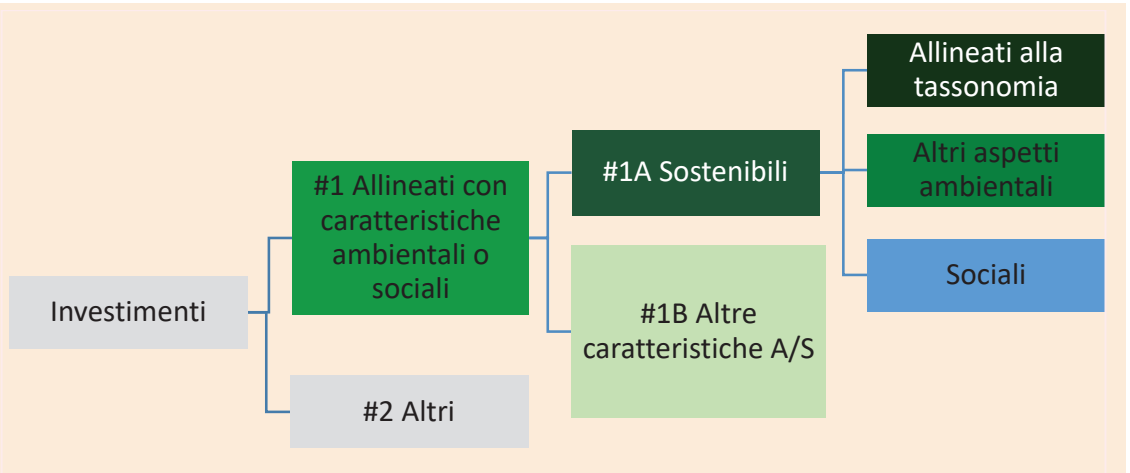 Investimenti
#1 Allineati con
caratteristiche
ambientali o
sociali
#2 Altri
#1A Sostenibili
#1B Altre
caratteristiche A/S
Allineati alla
tassonomia
Altri aspetti
ambientali
Sociali